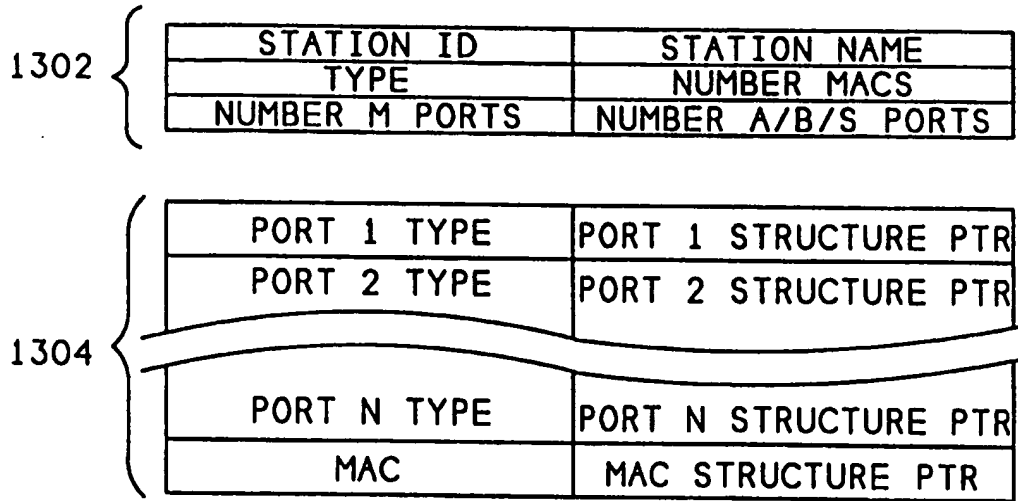 1302
STATION ID STATION NAME
TYPE NUMBER MACS
NUMBER M PORTS NUMBER A/B/S PORTS
1304
PORT 1 TYPE PORT 1 STRUCTURE PTR
PORT 2 TYPE PORT 2 STRUCTURE PTR
PORT N TYPE PORT N STRUCTURE PTR
MAC MAC STRUCTURE PTR